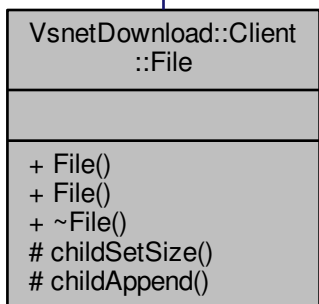 VsnetDownload::Client
::File
+ File()
+ File()
+ ~File()
# childSetSize()
# childAppend()